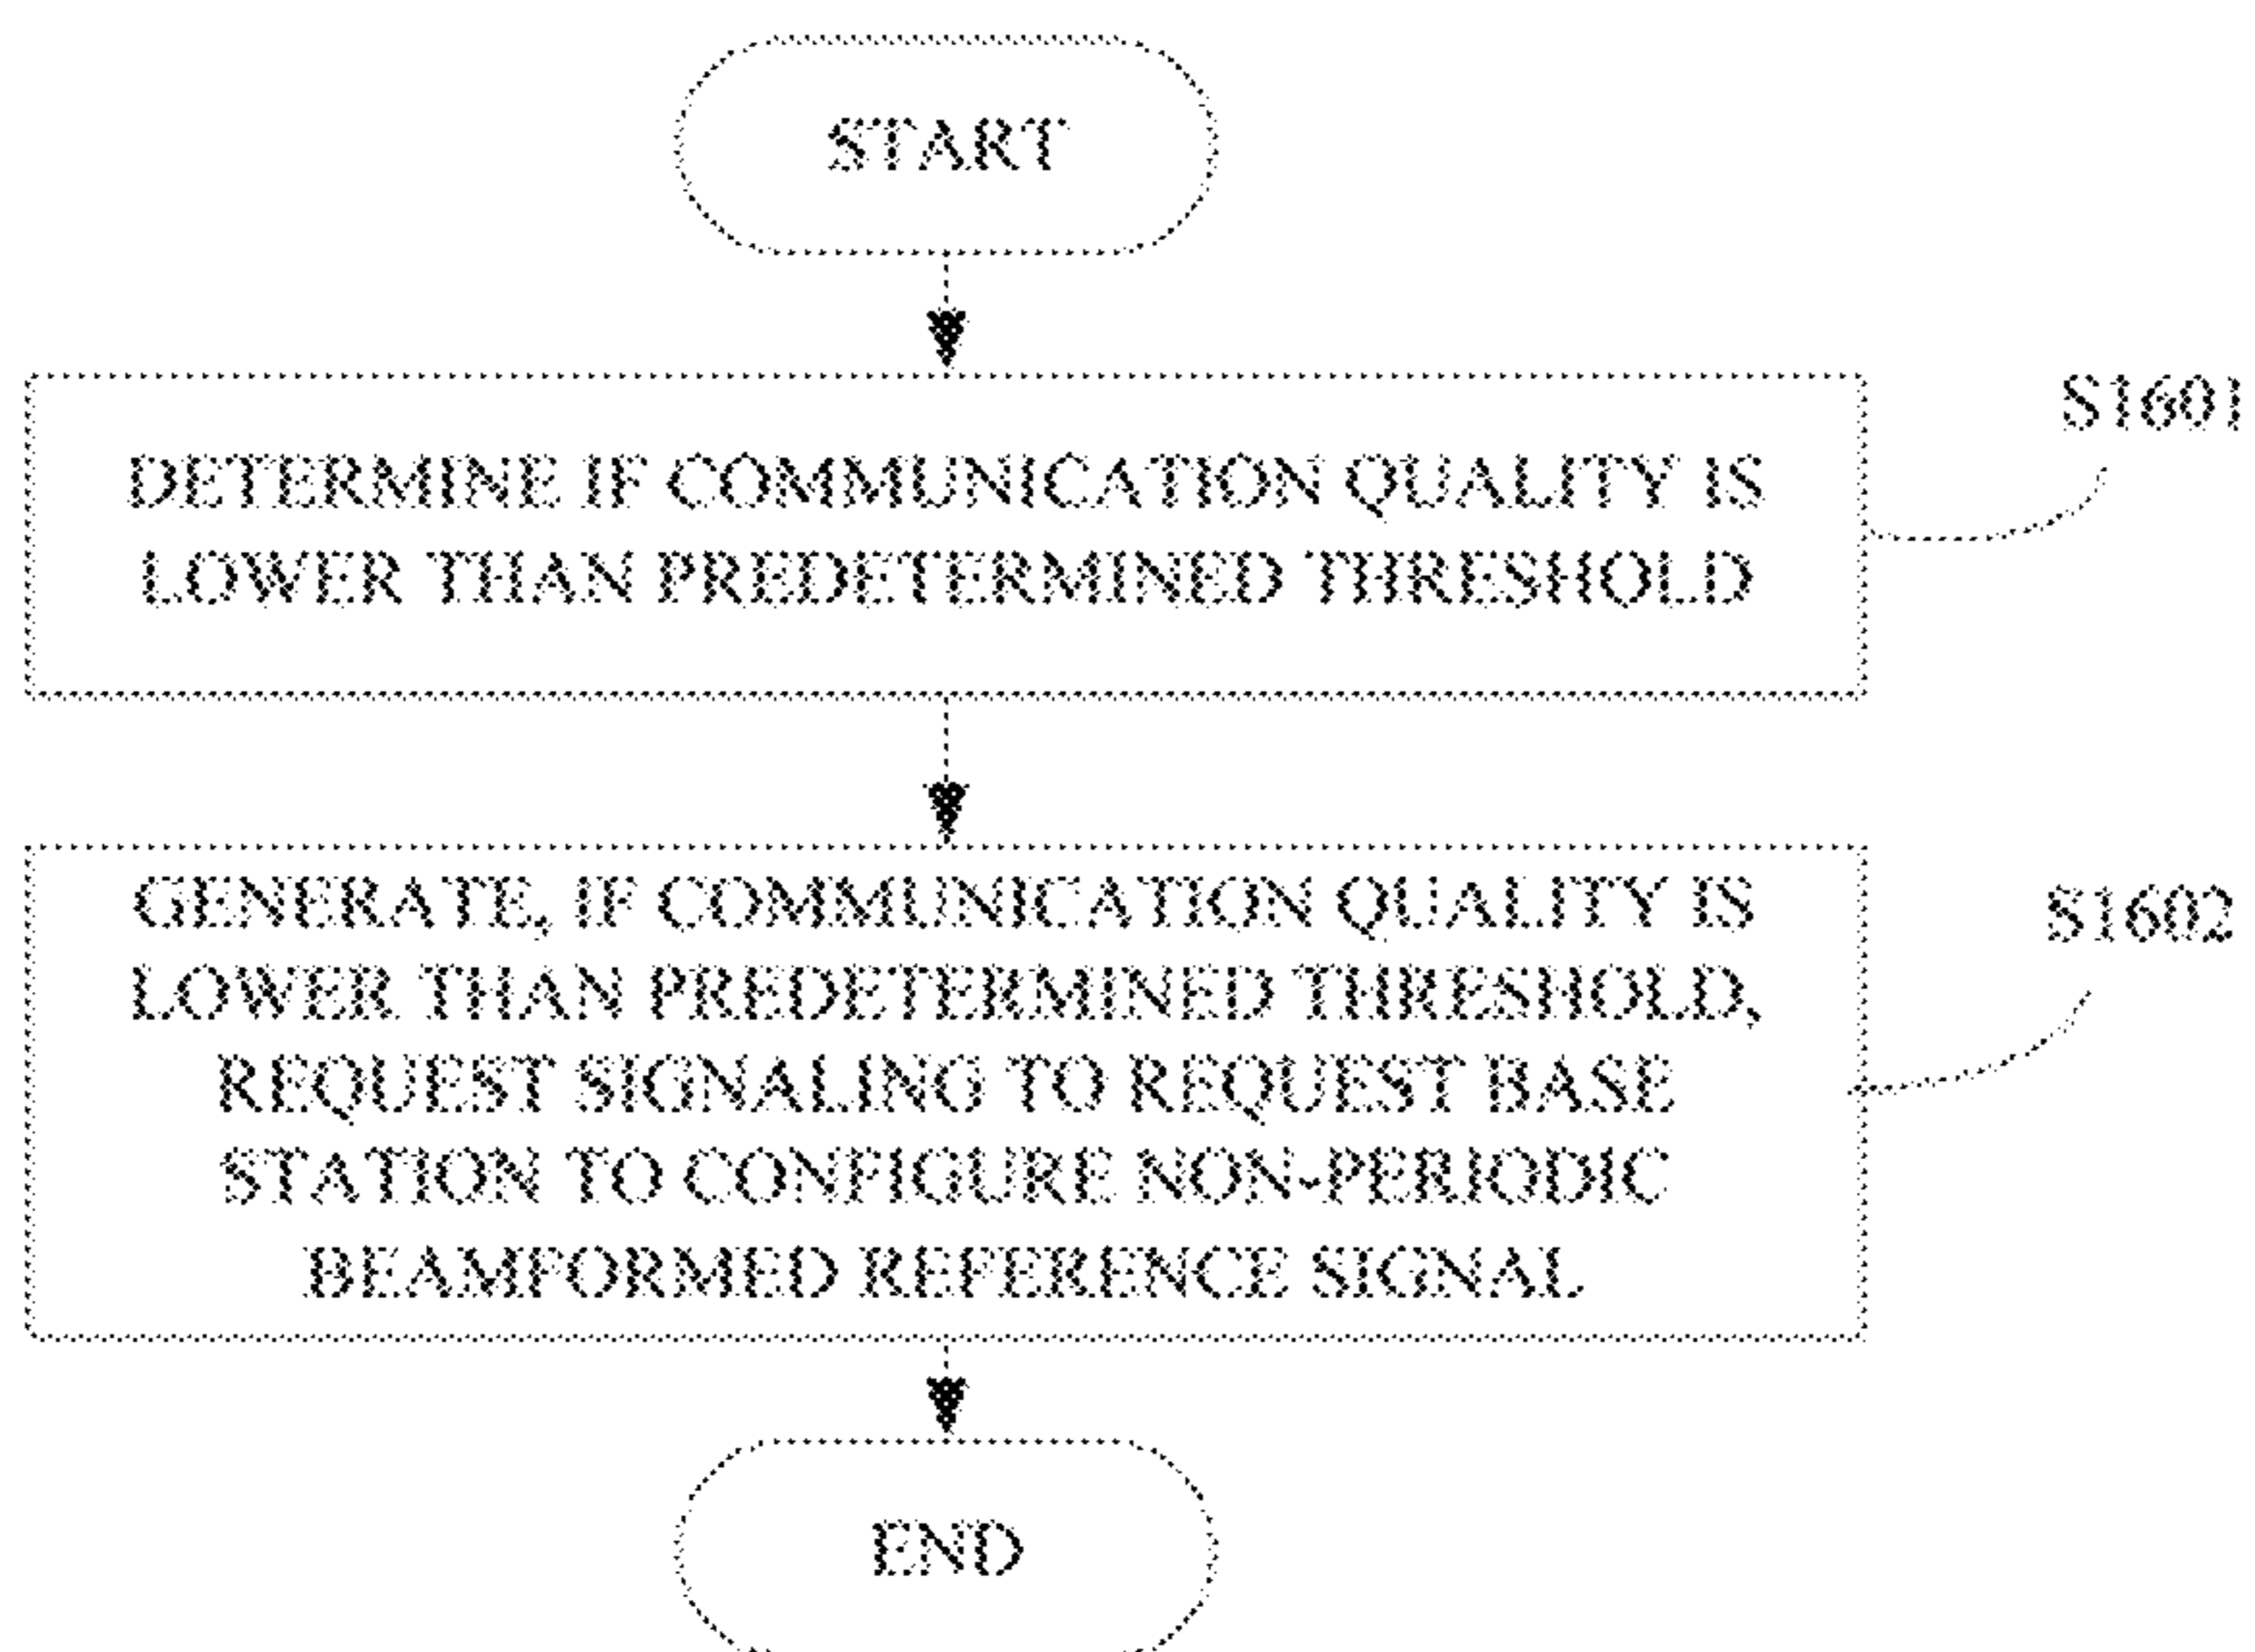 START
S1601
DETERMINE IF COMMUNICATION QUALITY IS
LOWER THAN PREDETERMINED THRESHOLD
GENERATE, IF COMMUNICATION QUALITY IS
S1602
LOWER THAN PREDETERMINED THRESHOLD,
REQUEST SIGNALING TO REQUEST BASE
STATION TO CONFIGURE NON-PERIODIC
BEAMFORMED REFERENCE SIGNAL
END